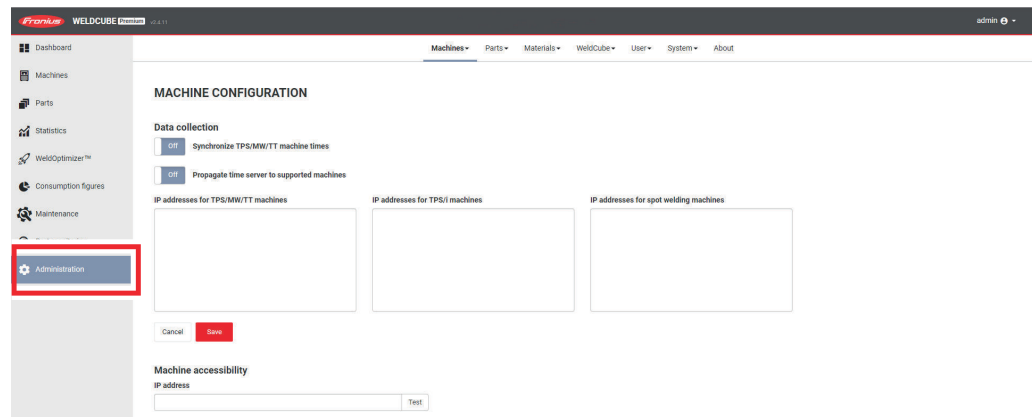 Fronius WELDCUBE Premium v3.4.11 admin
Dashboard
Machines
Parts
Statistics
WeldOptimizer™
Consumption figures
Maintenance
Administration
Machines Parts Materials WeldCube User System About
MACHINE CONFIGURATION
Data collection
Off Synchronize TPS/MW/TT machine times
Off Propagate time server to supported machines
IP addresses for TPS/MW/TT machines IP addresses for TPS/i machines IP addresses for spot welding machines
Cancel Save
Machine accessibility
IP address
Test